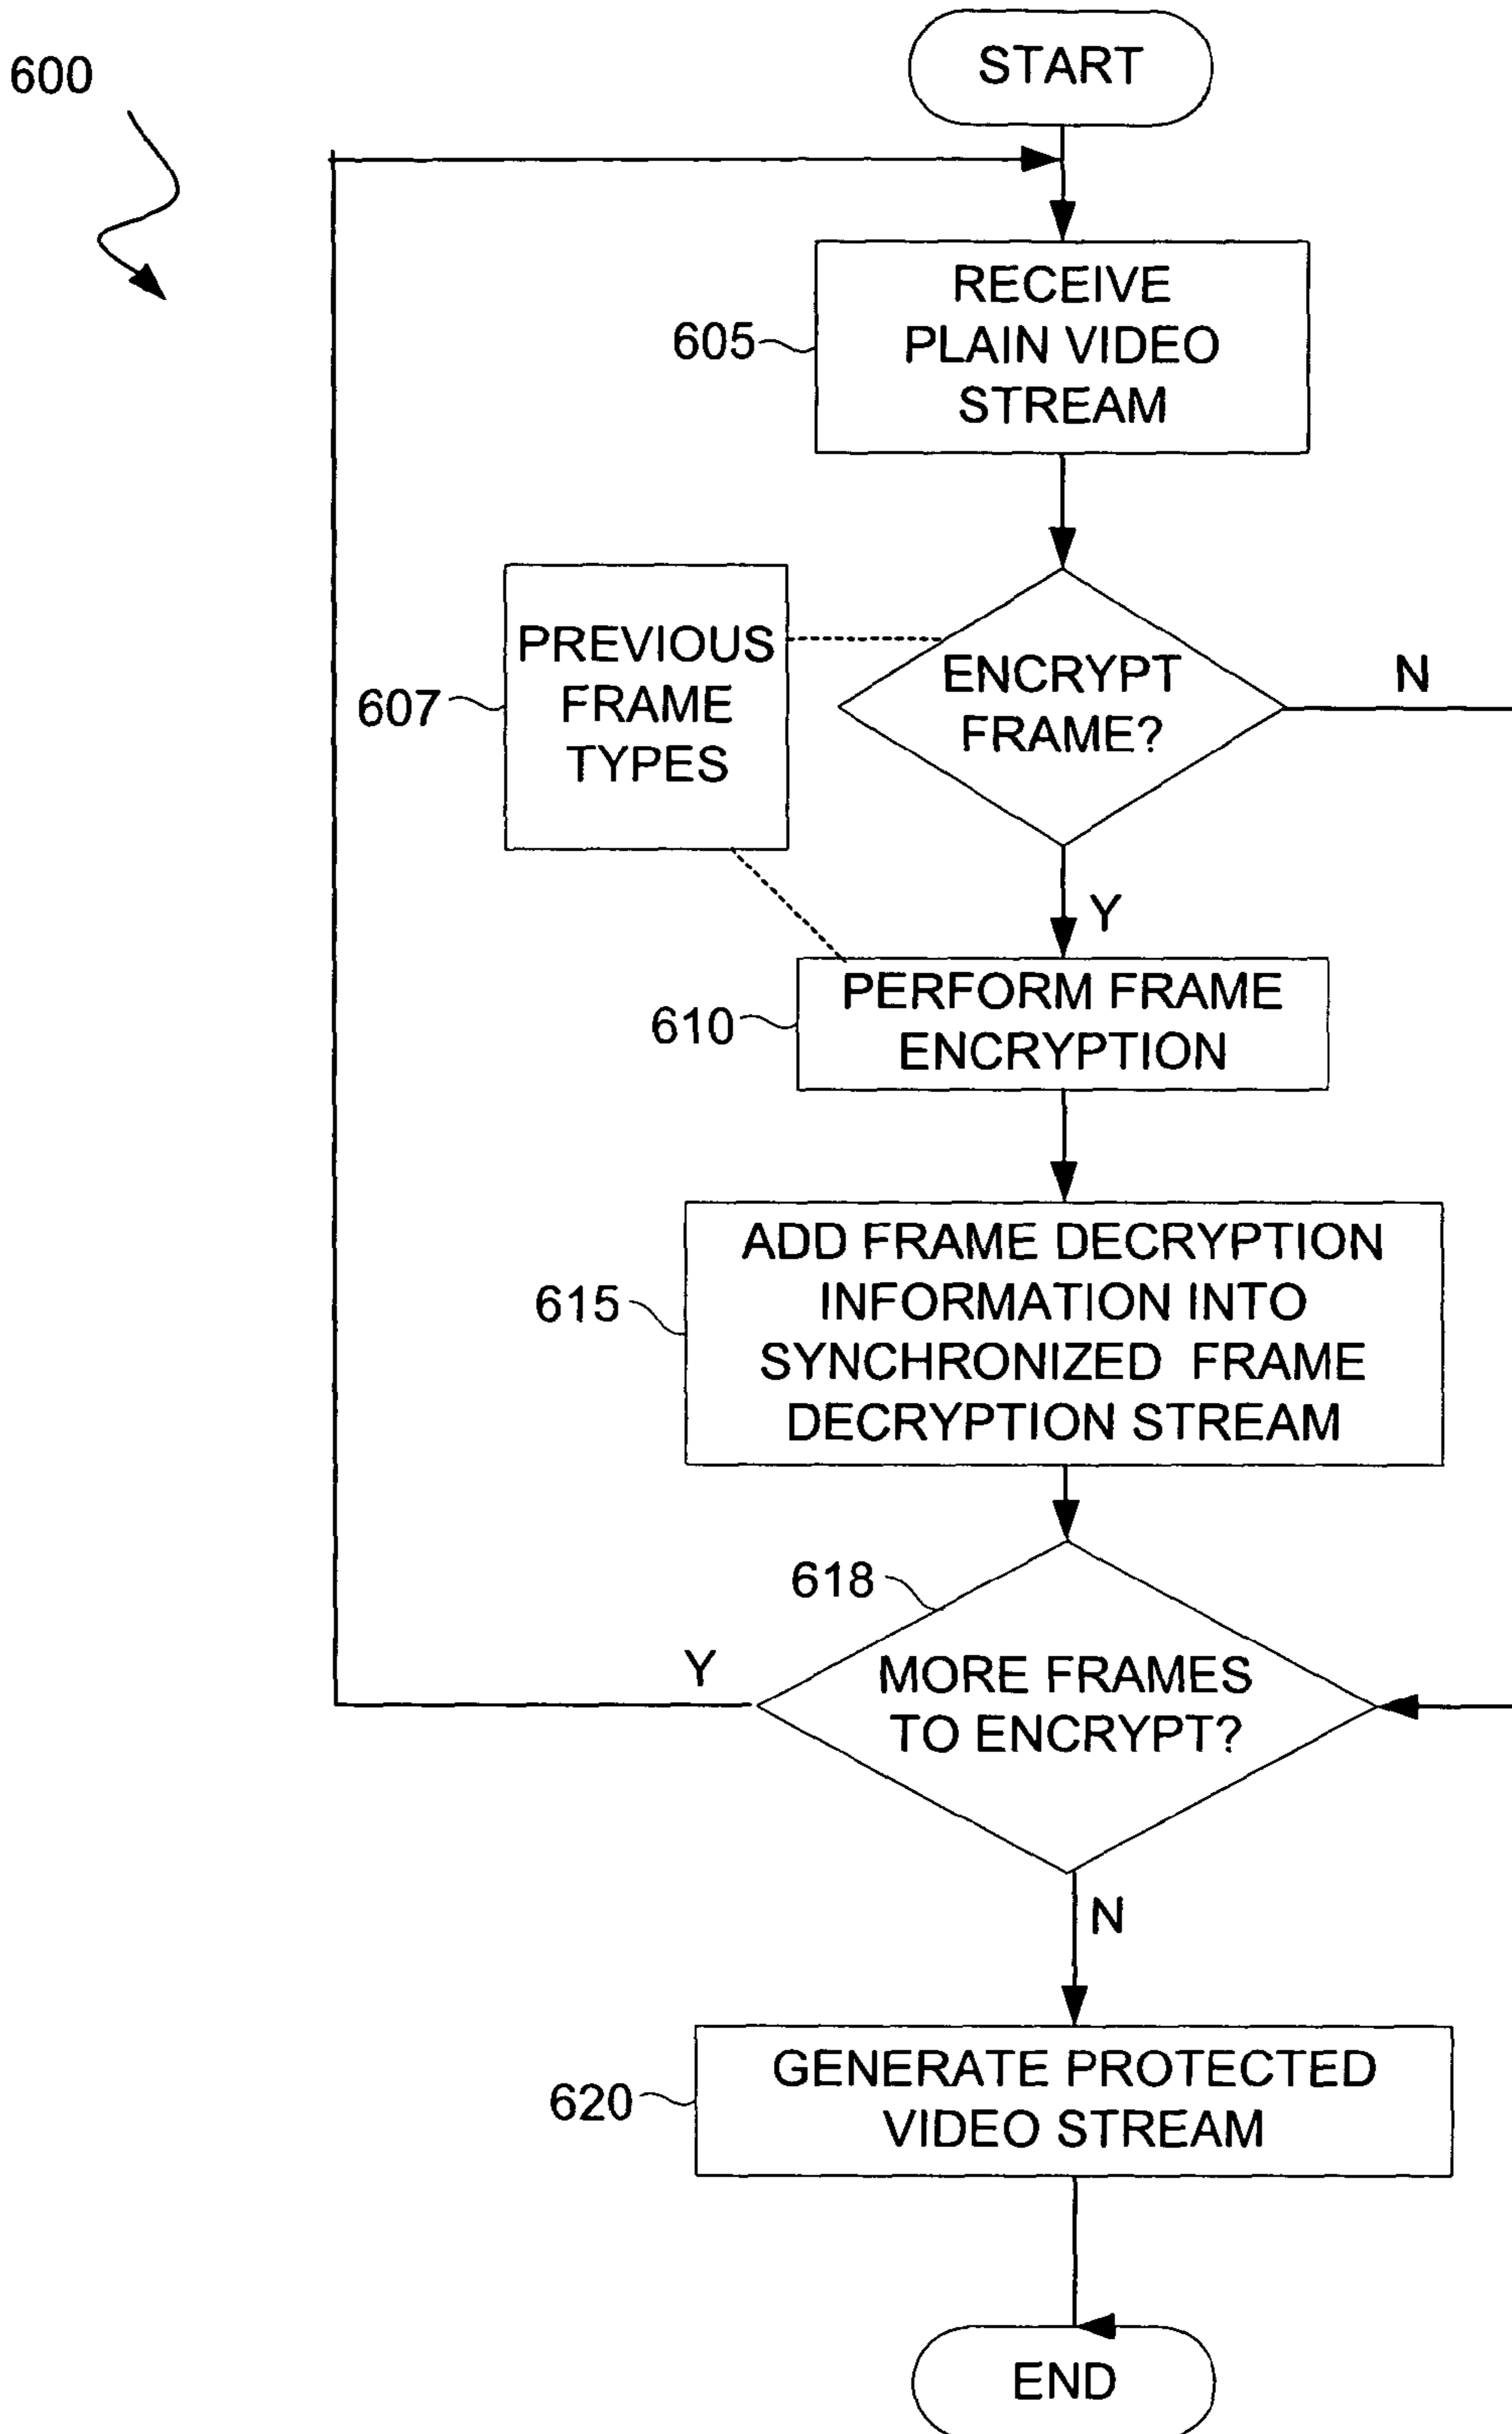 600
START
RECEIVE
PLAIN VIDEO
STREAM
605
PREVIOUS
FRAME
TYPES
607
ENCRYPT
FRAME?
N
Y
PERFORM FRAME
ENCRYPTION
610
ADD FRAME DECRYPTION
INFORMATION INTO
SYNCHRONIZED FRAME
DECRYPTION STREAM
615
618
MORE FRAMES
TO ENCRYPT?
Y
N
GENERATE PROTECTED
VIDEO STREAM
620
END